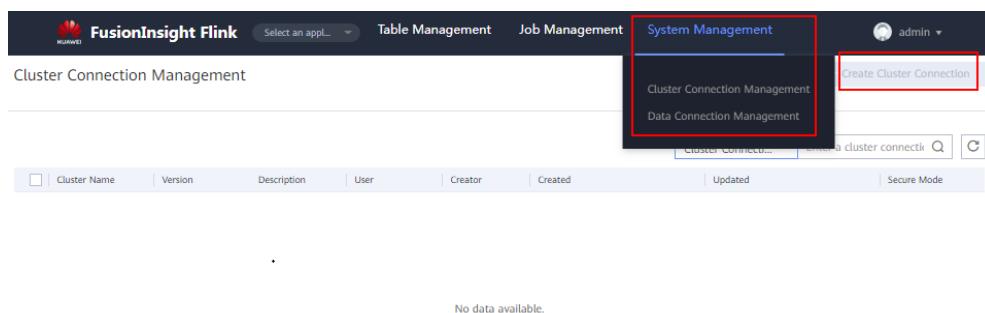 HUAWEI FusionInsight Flink Select an appl... Table Management Job Management System Management admin
Cluster Connection Management Create Cluster Connection
Cluster Connection Management
Data Connection Management
Cluster Connecti... a cluster connectic
Cluster Name Version Description User Creator Created Updated Secure Mode
No data available.